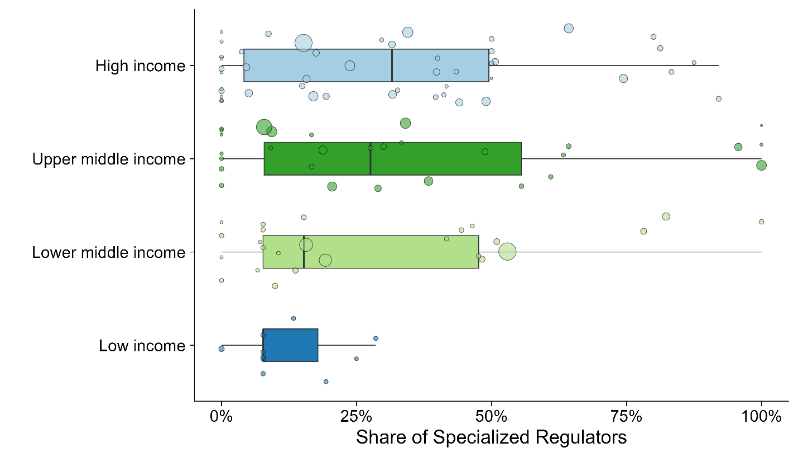 High income
Upper middle income
Lower middle income
Low income
0% 25% 50% 75% 100%
Share of Specialized Regulators